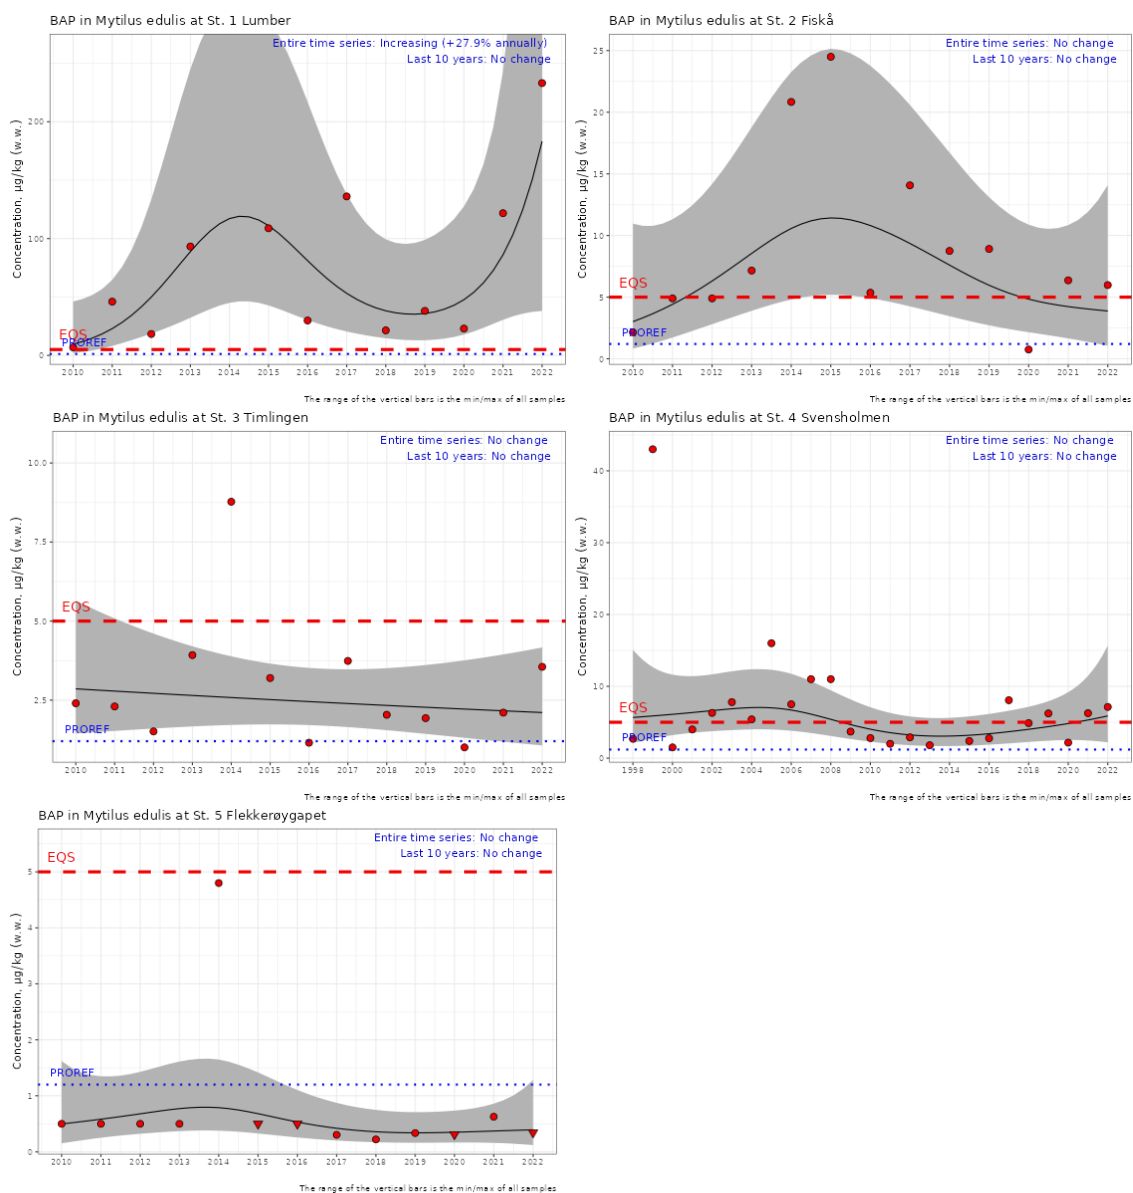 BAP in Mytilus edulis at St. 1 Lumber
Entire time series: Increasing (+27.9% annually)
Last 10 years: No change
Concentration, µg/kg (w.w.)
200
100
0
EQS
PROREF
2010 2011 2012 2013 2014 2015 2016 2017 2018 2019 2020 2021 2022
The range of the vertical bars is the min/max of all samples
BAP in Mytilus edulis at St. 2 Fiskå
Entire time series: No change
Last 10 years: No change
Concentration, µg/kg (w.w.)
25
20
15
10
5
0
EQS
PROREF
2010 2011 2012 2013 2014 2015 2016 2017 2018 2019 2020 2021 2022
The range of the vertical bars is the min/max of all samples
BAP in Mytilus edulis at St. 3 Timlingen
Entire time series: No change
Last 10 years: No change
Concentration, µg/kg (w.w.)
10.0
7.5
5.0
2.5
EQS
PROREF
2010 2011 2012 2013 2014 2015 2016 2017 2018 2019 2020 2021 2022
The range of the vertical bars is the min/max of all samples
BAP in Mytilus edulis at St. 4 Svensholmen
Entire time series: No change
Last 10 years: No change
Concentration, µg/kg (w.w.)
40
30
20
10
0
EQS
PROREF
1998 2000 2002 2004 2006 2008 2010 2012 2014 2016 2018 2020 2022
The range of the vertical bars is the min/max of all samples
BAP in Mytilus edulis at St. 5 Flekkerøygapet
Entire time series: No change
Last 10 years: No change
Concentration, µg/kg (w.w.)
5
4
3
2
1
0
EQS
PROREF
2010 2011 2012 2013 2014 2015 2016 2017 2018 2019 2020 2021 2022
The range of the vertical bars is the min/max of all samples